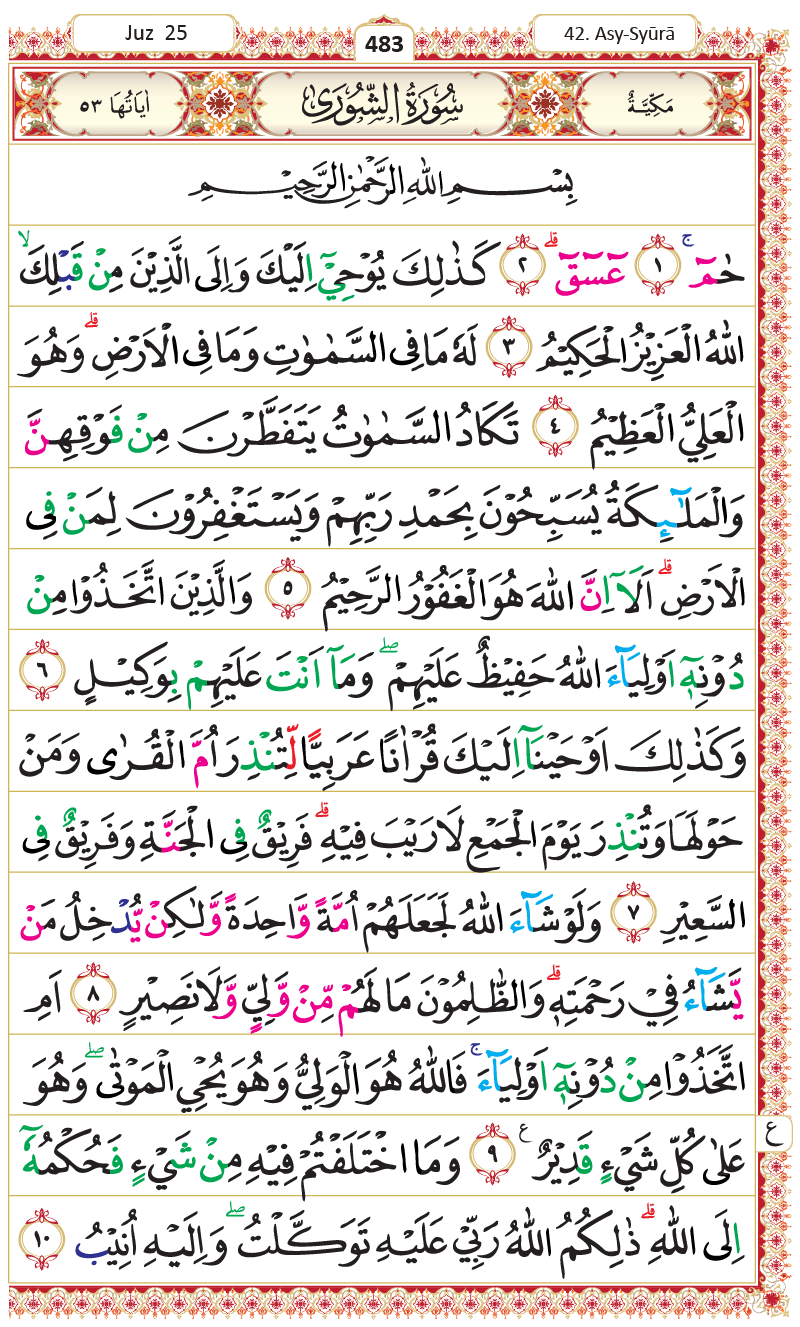 Juz 25
483
42. Asy-Syūrā
مَكِّيَّةٌ
سُوْرَةُ الشُّوْرٰى
اٰيَاتُهَا ٥٣
بِسْمِ اللّٰهِ الرَّحْمٰنِ الرَّحِيْمِ
حٰمۤ ۚ ١ عۤسۤقۤ ۗ ٢ كَذٰلِكَ يُوْحِيْٓ اِلَيْكَ وَاِلَى الَّذِيْنَ مِنْ قَبْلِكَ ۙ
اللّٰهُ الْعَزِيْزُ الْحَكِيْمُ ٣ لَهٗ مَا فِى السَّمٰوٰتِ وَمَا فِى الْاَرْضِ ۗ وَهُوَ
الْعَلِيُّ الْعَظِيْمُ ٤ تَكَادُ السَّمٰوٰتُ يَتَفَطَّرْنَ مِنْ فَوْقِهِنَّ
وَالْمَلٰۤىِٕكَةُ يُسَبِّحُوْنَ بِحَمْدِ رَبِّهِمْ وَيَسْتَغْفِرُوْنَ لِمَنْ فِى
الْاَرْضِ ۗ اَلَآ اِنَّ اللّٰهَ هُوَ الْغَفُوْرُ الرَّحِيْمُ ٥ وَالَّذِيْنَ اتَّخَذُوْا مِنْ
دُوْنِهٖٓ اَوْلِيَاۤءَ اللّٰهُ حَفِيْظٌ عَلَيْهِمْ ۖ وَمَآ اَنْتَ عَلَيْهِمْ بِوَكِيْلٍ ٦
وَكَذٰلِكَ اَوْحَيْنَآ اِلَيْكَ قُرْاٰنًا عَرَبِيًّا لِّتُنْذِرَ اُمَّ الْقُرٰى وَمَنْ
حَوْلَهَا وَتُنْذِرَ يَوْمَ الْجَمْعِ لَا رَيْبَ فِيْهِ ۗ فَرِيْقٌ فِى الْجَنَّةِ وَفَرِيْقٌ فِى
السَّعِيْرِ ٧ وَلَوْ شَاۤءَ اللّٰهُ لَجَعَلَهُمْ اُمَّةً وَّاحِدَةً وَّلٰكِنْ يُّدْخِلُ مَنْ
يَّشَاۤءُ فِيْ رَحْمَتِهٖ ۗ وَالظّٰلِمُوْنَ مَا لَهُمْ مِّنْ وَّلِيٍّ وَّلَا نَصِيْرٍ ٨ اَمِ
اتَّخَذُوْا مِنْ دُوْنِهٖٓ اَوْلِيَاۤءَ ۚ فَاللّٰهُ هُوَ الْوَلِيُّ وَهُوَ يُحْيِ الْمَوْتٰى ۖ وَهُوَ
عَلٰى كُلِّ شَيْءٍ قَدِيْرٌ ࣖ ٩ وَمَا اخْتَلَفْتُمْ فِيْهِ مِنْ شَيْءٍ فَحُكْمُهٗٓ
ع
اِلَى اللّٰهِ ۗ ذٰلِكُمُ اللّٰهُ رَبِّيْ عَلَيْهِ تَوَكَّلْتُ ۖ وَاِلَيْهِ اُنِيْبُ ١٠